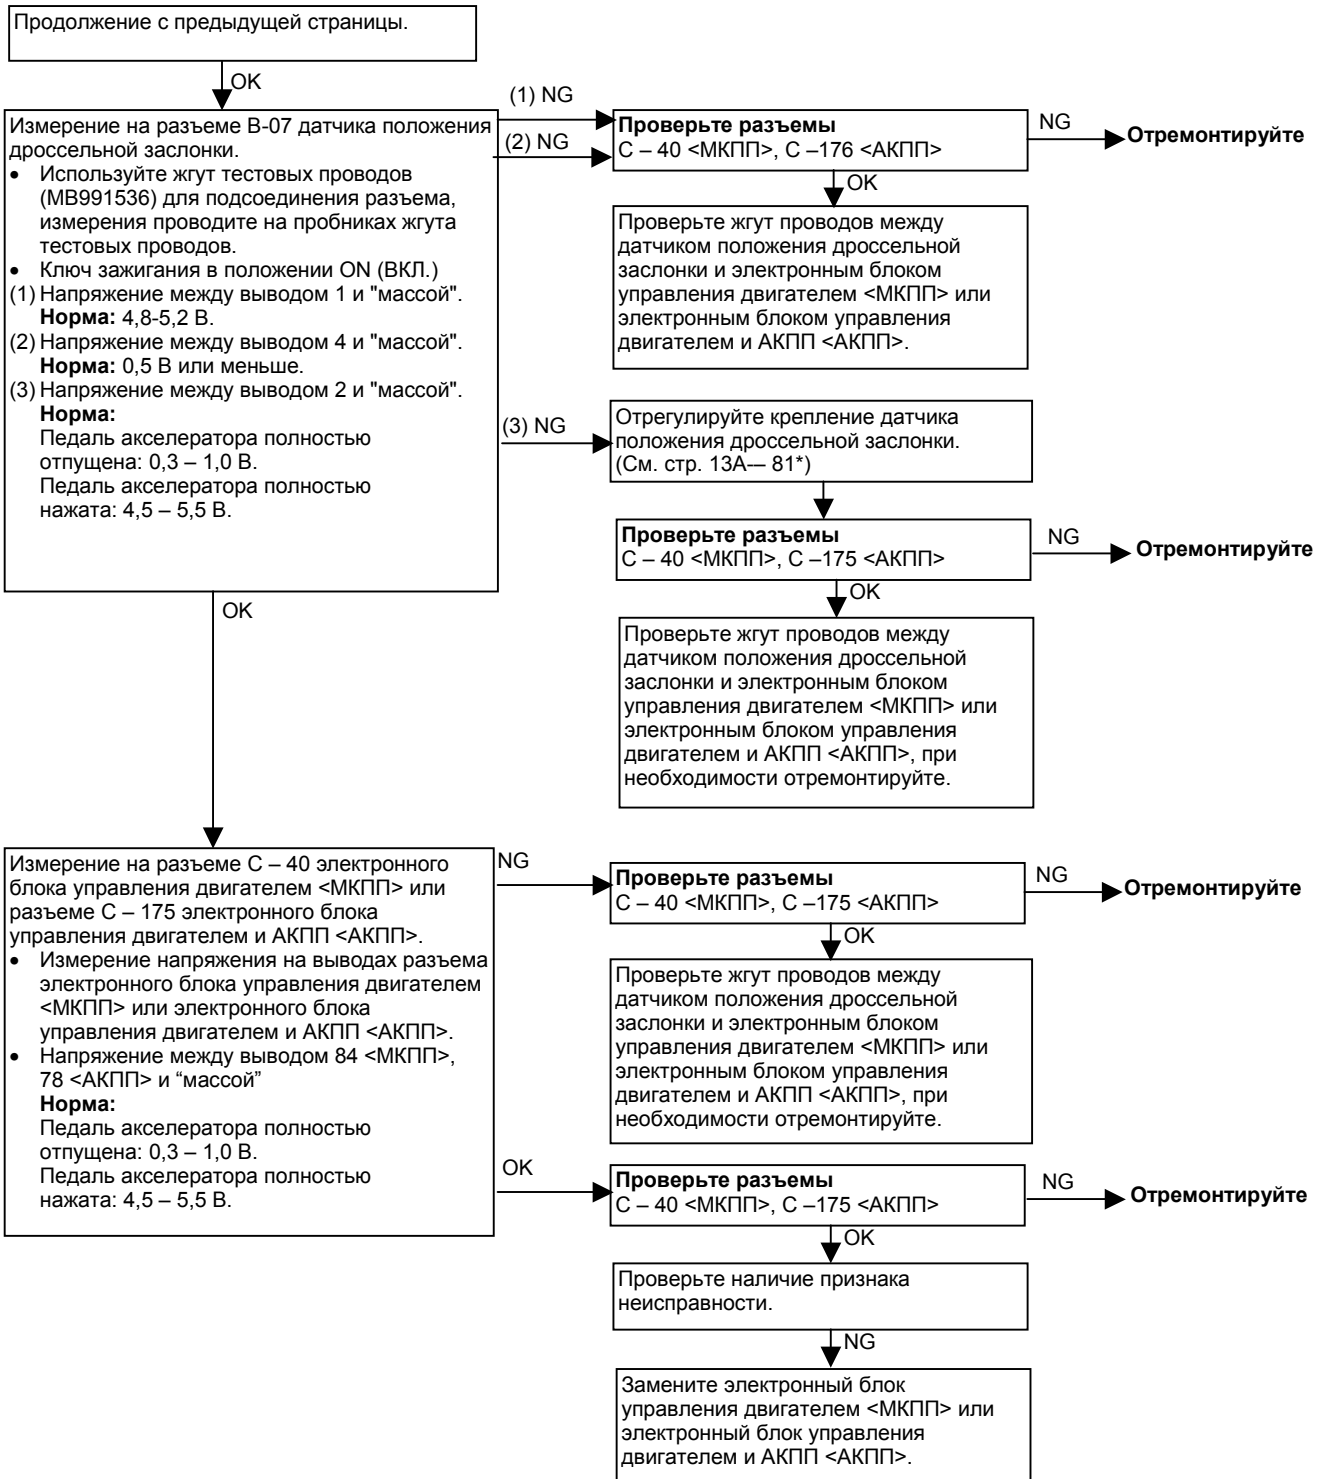 Продолжение с предыдущей страницы.
OK
Измерение на разъеме В-07 датчика положения
дроссельной заслонки.
• Используйте жгут тестовых проводов
(MB991536) для подсоединения разъема,
измерения проводите на пробниках жгута
тестовых проводов.
• Ключ зажигания в положении ON (ВКЛ.)
(1) Напряжение между выводом 1 и "массой".
Норма: 4,8-5,2 В.
(2) Напряжение между выводом 4 и "массой".
Норма: 0,5 В или меньше.
(3) Напряжение между выводом 2 и "массой".
Норма:
Педаль акселератора полностью
отпущена: 0,3 – 1,0 В.
Педаль акселератора полностью
нажата: 4,5 – 5,5 В.
(1) NG
(2) NG
Проверьте разъемы
С – 40 <МКПП>, С –176 <АКПП>
NG
Отремонтируйте
OK
Проверьте жгут проводов между
датчиком положения дроссельной
заслонки и электронным блоком
управления двигателем <МКПП> или
электронным блоком управления
двигателем и АКПП <АКПП>.
(3) NG
Отрегулируйте крепление датчика
положения дроссельной заслонки.
(См. стр. 13А-– 81*)
Проверьте разъемы
С – 40 <МКПП>, С –175 <АКПП>
NG
Отремонтируйте
OK
Проверьте жгут проводов между
датчиком положения дроссельной
заслонки и электронным блоком
управления двигателем <МКПП> или
электронным блоком управления
двигателем и АКПП <АКПП>, при
необходимости отремонтируйте.
OK
Измерение на разъеме С – 40 электронного
блока управления двигателем <МКПП> или
разъеме С – 175 электронного блока
управления двигателем и АКПП <АКПП>.
• Измерение напряжения на выводах разъема
электронного блока управления двигателем
<МКПП> или электронного блока
управления двигателем и АКПП <АКПП>.
• Напряжение между выводом 84 <МКПП>,
78 <АКПП> и “массой”
Норма:
Педаль акселератора полностью
отпущена: 0,3 – 1,0 В.
Педаль акселератора полностью
нажата: 4,5 – 5,5 В.
NG
Проверьте разъемы
С – 40 <МКПП>, С –175 <АКПП>
NG
Отремонтируйте
OK
Проверьте жгут проводов между
датчиком положения дроссельной
заслонки и электронным блоком
управления двигателем <МКПП> или
электронным блоком управления
двигателем и АКПП <АКПП>, при
необходимости отремонтируйте.
OK
Проверьте разъемы
С – 40 <МКПП>, С –175 <АКПП>
NG
Отремонтируйте
OK
Проверьте наличие признака
неисправности.
NG
Замените электронный блок
управления двигателем <МКПП> или
электронный блок управления
двигателем и АКПП <АКПП>.